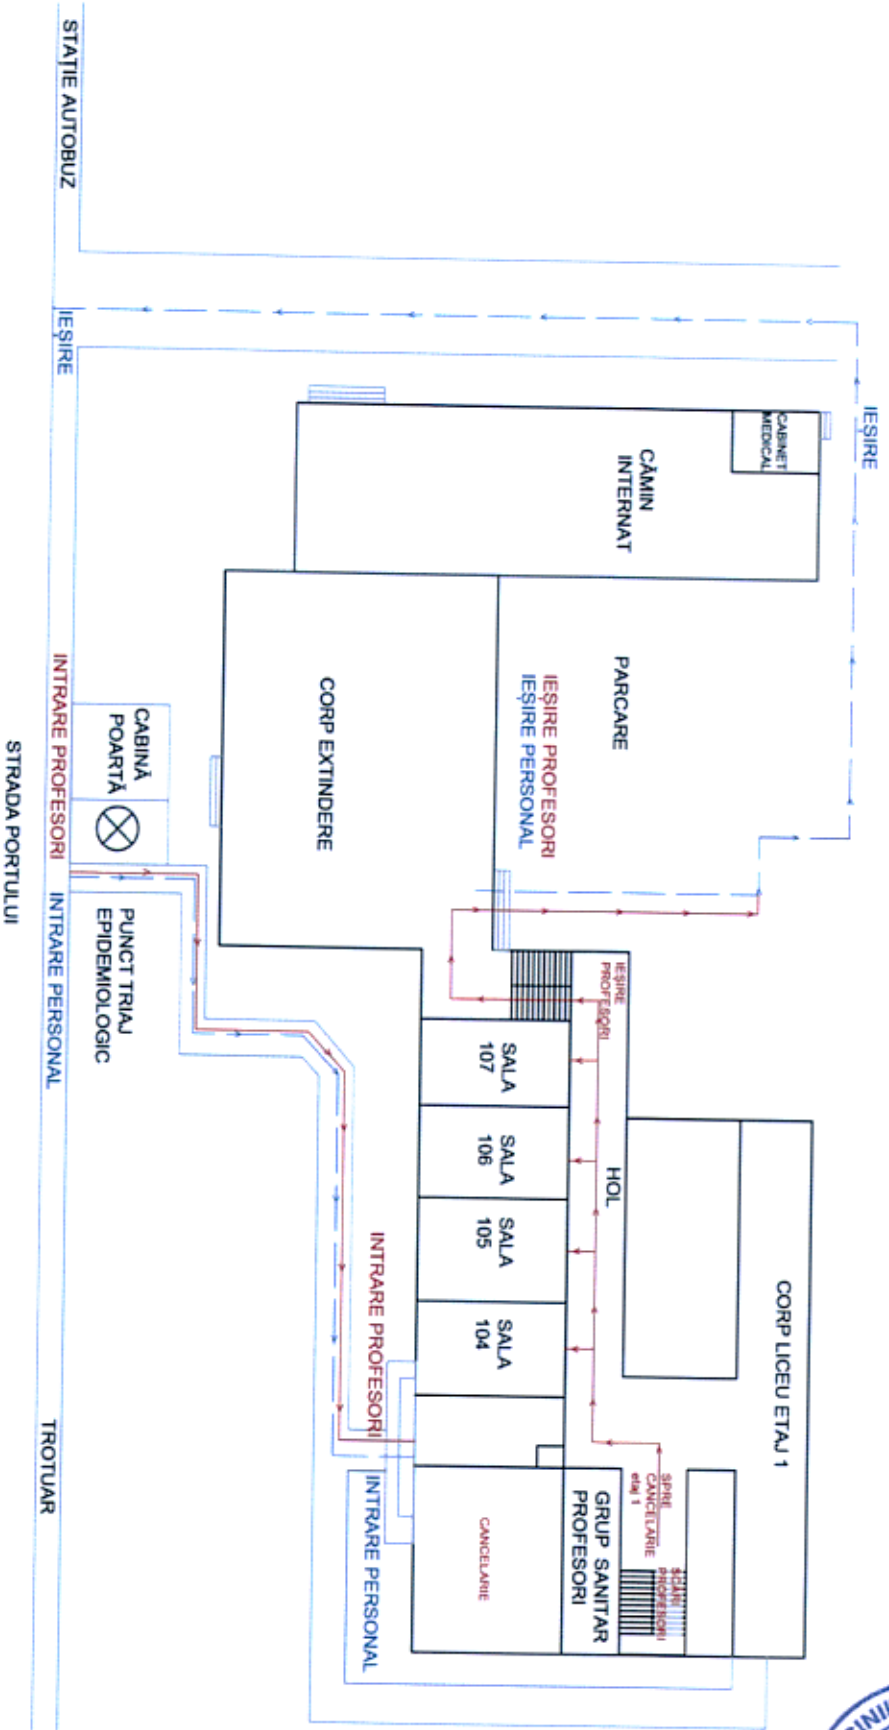 STAȚIE AUTOBUZ
IEȘIRE
IEȘIRE
CABINET
MEDICAL
CĂMIN
INTERNAT
PARCARE
IEȘIRE PROFESORI
IEȘIRE PERSONAL
CORP EXTINDERE
CABINĂ
POARTĂ
INTRARE PROFESORI
INTRARE PERSONAL
STRADA PORTULUI
PUNCT TRIAJ
EPIDEMIOLOGIC
IEȘIRE
PROFESORI
SALA
107
SALA
106
SALA
105
SALA
104
HOL
CORP LICEU ETAJ 1
INTRARE PROFESORI
INTRARE PERSONAL
SPRE
CANCELARIE
etaj 1
SCĂRI
PROFESORI
GRUP SANITAR
PROFESORI
CANCELARIE
TROTUAR